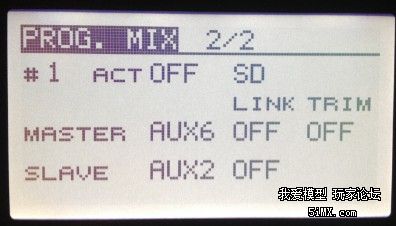 PROG. MIX 2/2
#1 ACT OFF SD
LINK TRIM
MASTER AUX6 OFF OFF
SLAVE AUX2 OFF
我爱模型 玩家论坛
5iMX.com